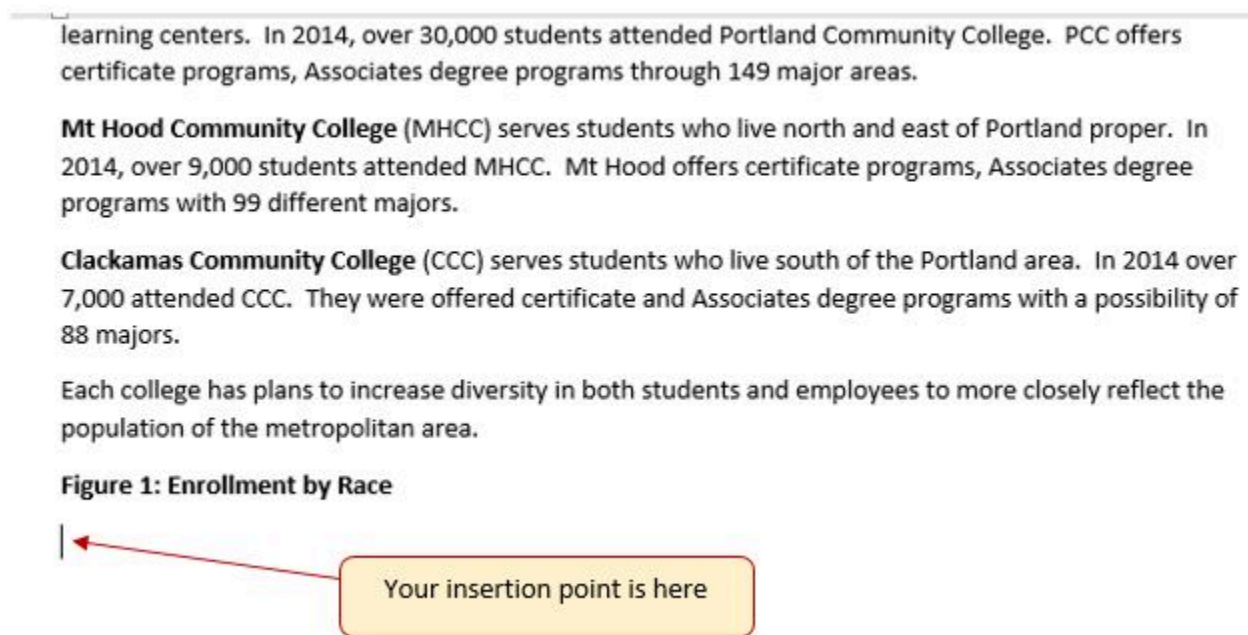 learning centers.  In 2014, over 30,000 students attended Portland Community College.  PCC offers
certificate programs, Associates degree programs through 149 major areas.
Mt Hood Community College (MHCC) serves students who live north and east of Portland proper.  In
2014, over 9,000 students attended MHCC.  Mt Hood offers certificate programs, Associates degree
programs with 99 different majors.
Clackamas Community College (CCC) serves students who live south of the Portland area.  In 2014 over
7,000 attended CCC.  They were offered certificate and Associates degree programs with a possibility of
88 majors.
Each college has plans to increase diversity in both students and employees to more closely reflect the
population of the metropolitan area.
Figure 1: Enrollment by Race
Your insertion point is here